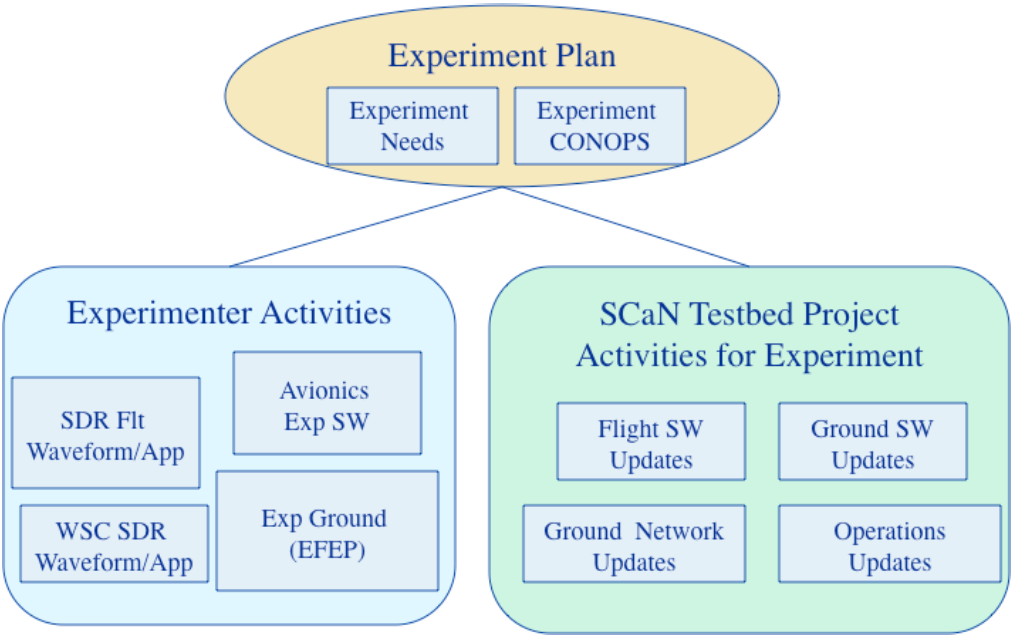 Experiment Plan
Experiment
Needs
Experiment
CONOPS
Experimenter Activities
Avionics
Exp SW
SDR Flt
Waveform/App
WSC SDR
Waveform/App
Exp Ground
(EFEP)
SCaN Testbed Project
Activities for Experiment
Flight SW
Updates
Ground SW
Updates
Ground Network
Updates
Operations
Updates